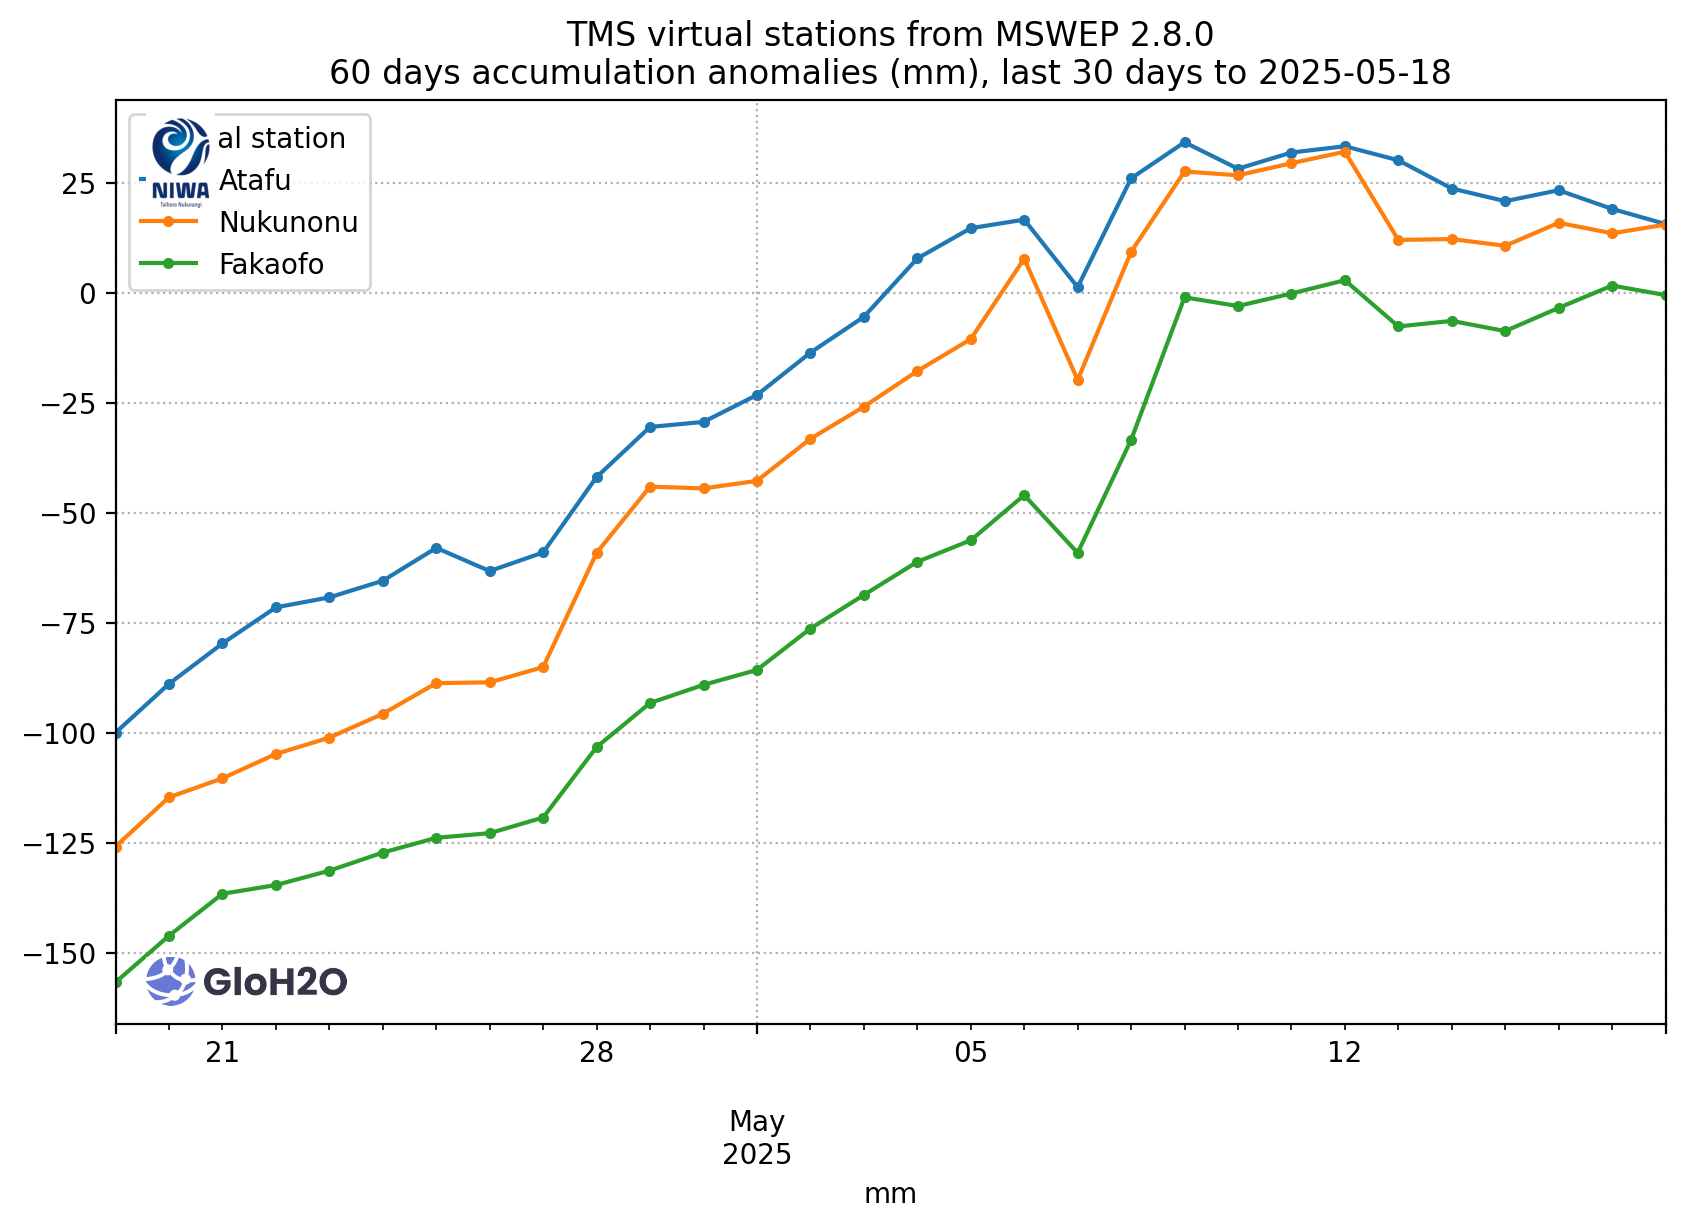 TMS virtual stations from MSWEP 2.8.0
60 days accumulation anomalies (mm), last 30 days to 2025-05-18
al station
Atafu
Nukunonu
Fakaofo
NIWA
Taihoro Nukurangi
25
0
−25
−50
−75
−100
−125
−150
GloH2O
21
28
05
12
May
2025
mm